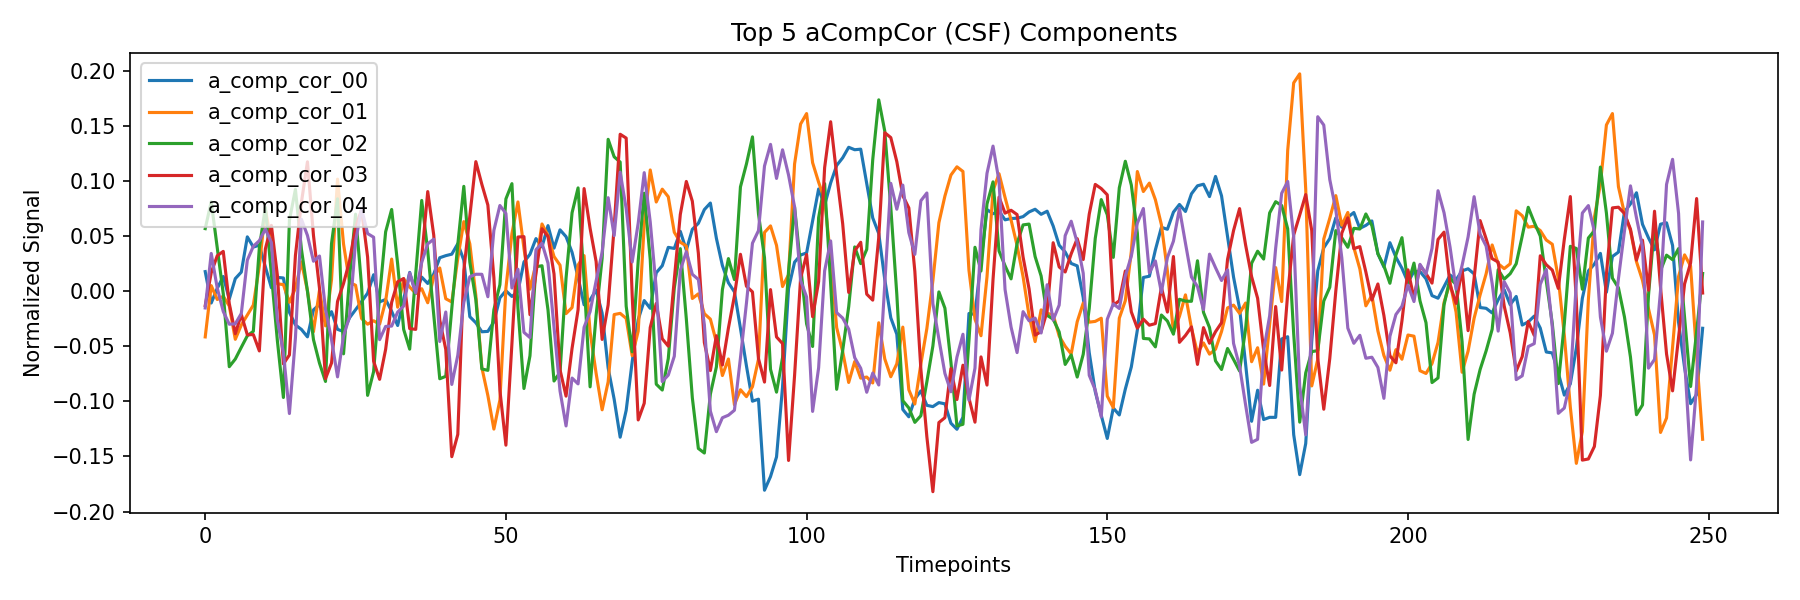 Top 5 aCompCor (CSF) Components
a_comp_cor_00
a_comp_cor_01
a_comp_cor_02
a_comp_cor_03
a_comp_cor_04
Normalized Signal
0.20
0.15
0.10
0.05
0.00
−0.05
−0.10
−0.15
−0.20
0 50 100 150 200 250
Timepoints